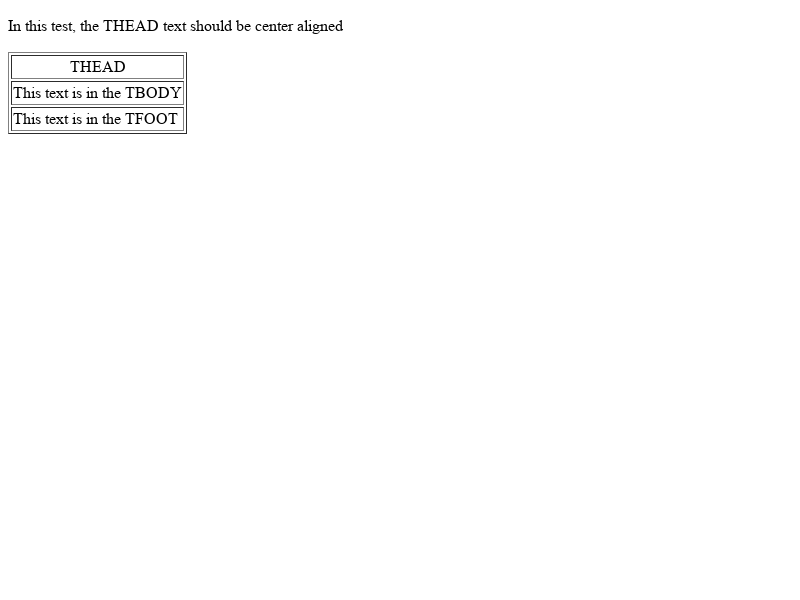 In this test, the THEAD text should be center aligned
THEAD
This text is in the TBODY
This text is in the TFOOT